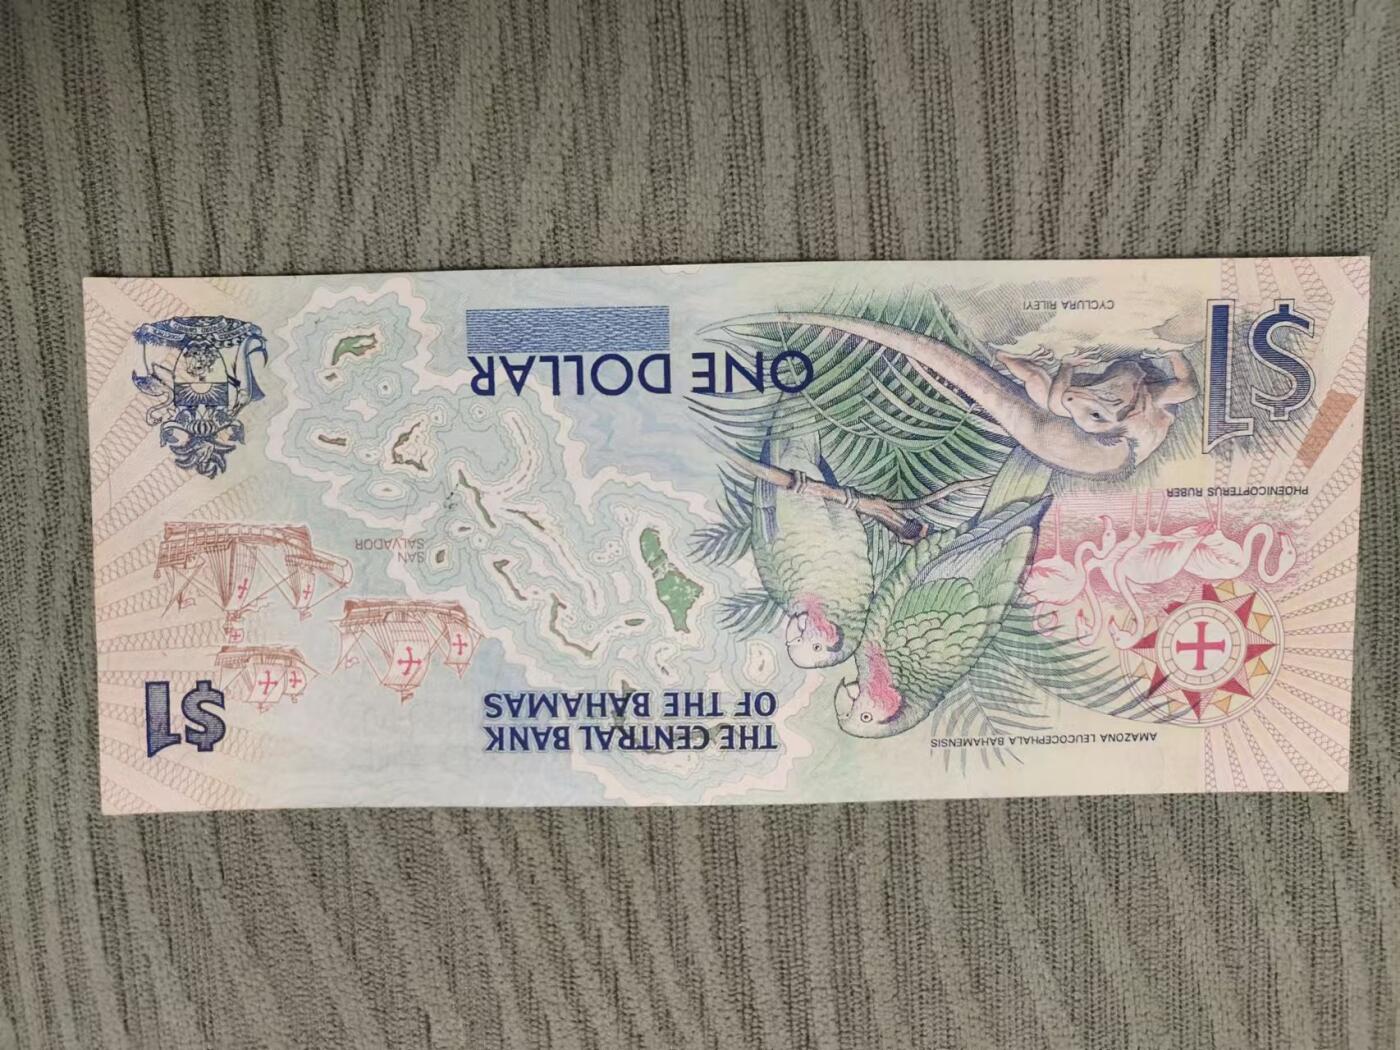 AMAZONA LEUCOCEPHALA BAHAMENSIS
THE CENTRAL BANK
OF THE BAHAMAS
$1
SAN
SALVADOR
PHOENICOPTERUS RUBER
$1
ONE DOLLAR
CYCLURA RILEYI